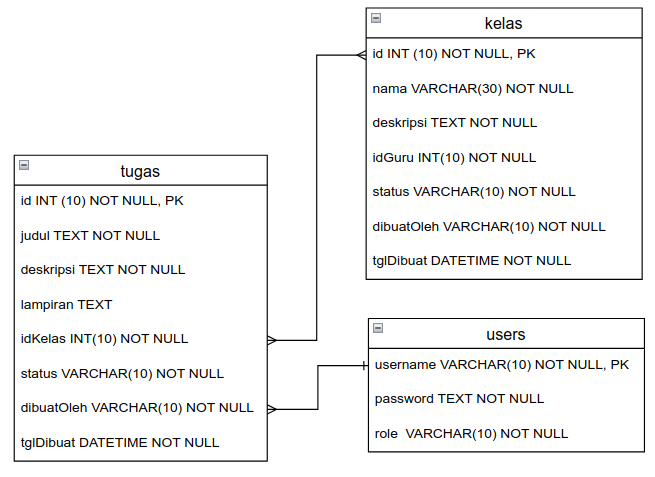 kelas
id INT (10) NOT NULL, PK
nama VARCHAR(30) NOT NULL
deskripsi TEXT NOT NULL
idGuru INT(10) NOT NULL
status VARCHAR(10) NOT NULL
dibuatOleh VARCHAR(10) NOT NULL
tglDibuat DATETIME NOT NULL
tugas
id INT (10) NOT NULL, PK
judul TEXT NOT NULL
deskripsi TEXT NOT NULL
lampiran TEXT
idKelas INT(10) NOT NULL
status VARCHAR(10) NOT NULL
dibuatOleh VARCHAR(10) NOT NULL
tglDibuat DATETIME NOT NULL
users
username VARCHAR(10) NOT NULL, PK
password TEXT NOT NULL
role  VARCHAR(10) NOT NULL